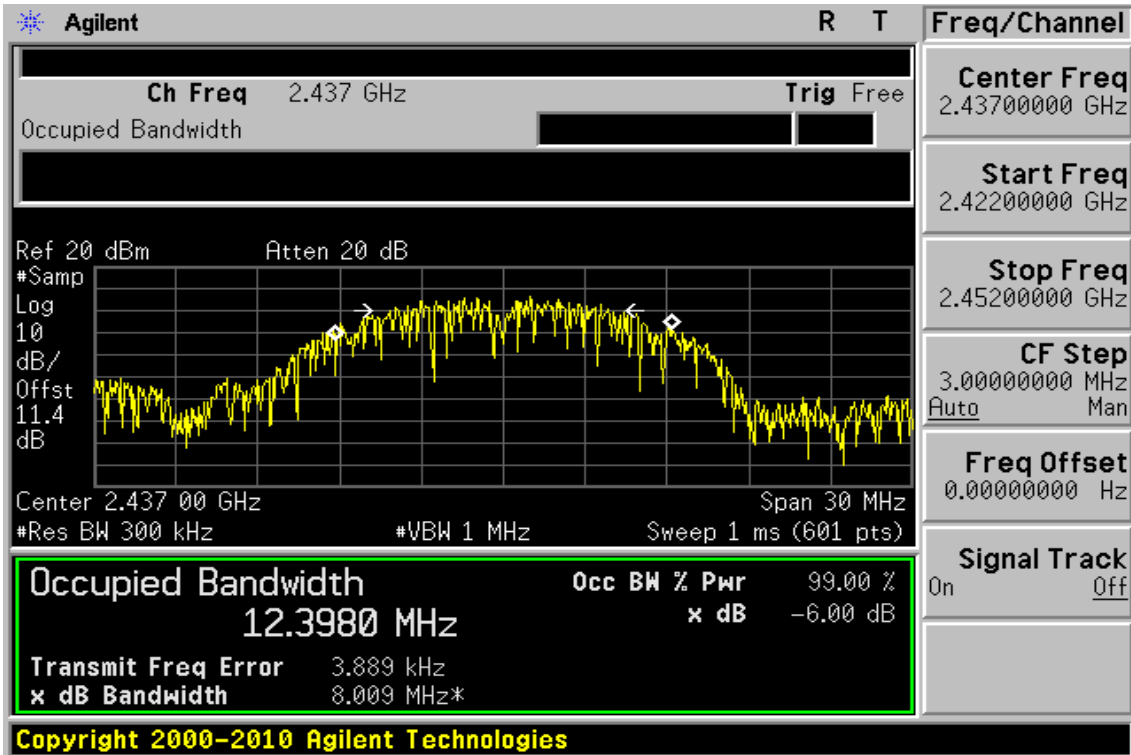 Agilent R T
Ch Freq 2.437 GHz Trig Free
Occupied Bandwidth
Ref 20 dBm Atten 20 dB
#Samp
Log
10
dB/
Offst
11.4
dB
Center 2.437 00 GHz Span 30 MHz
#Res BW 300 kHz #VBW 1 MHz Sweep 1 ms (601 pts)
Occupied Bandwidth
12.3980 MHz
Occ BW % Pwr 99.00 %
x dB -6.00 dB
Transmit Freq Error 3.889 kHz
x dB Bandwidth 8.009 MHz*
Copyright 2000-2010 Agilent Technologies
Freq/Channel
Center Freq
2.43700000 GHz
Start Freq
2.42200000 GHz
Stop Freq
2.45200000 GHz
CF Step
3.00000000 MHz
Auto Man
Freq Offset
0.00000000 Hz
Signal Track
On Off